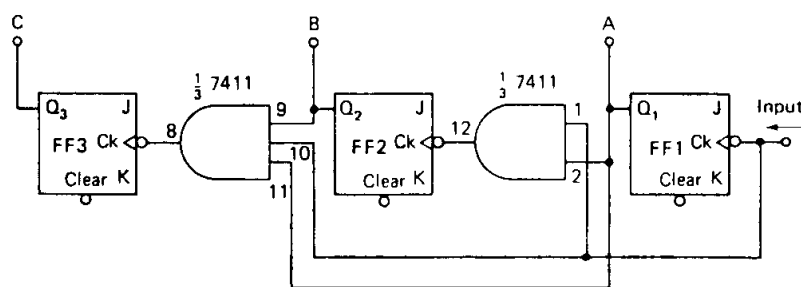 C B A
1/3 7411 1/3 7411
Q3 J 9 Q2 J 1 Q1 J Input
FF3 Ck 8 10 FF2 Ck 12 FF1 Ck
Clear K 11 Clear K 2 Clear K